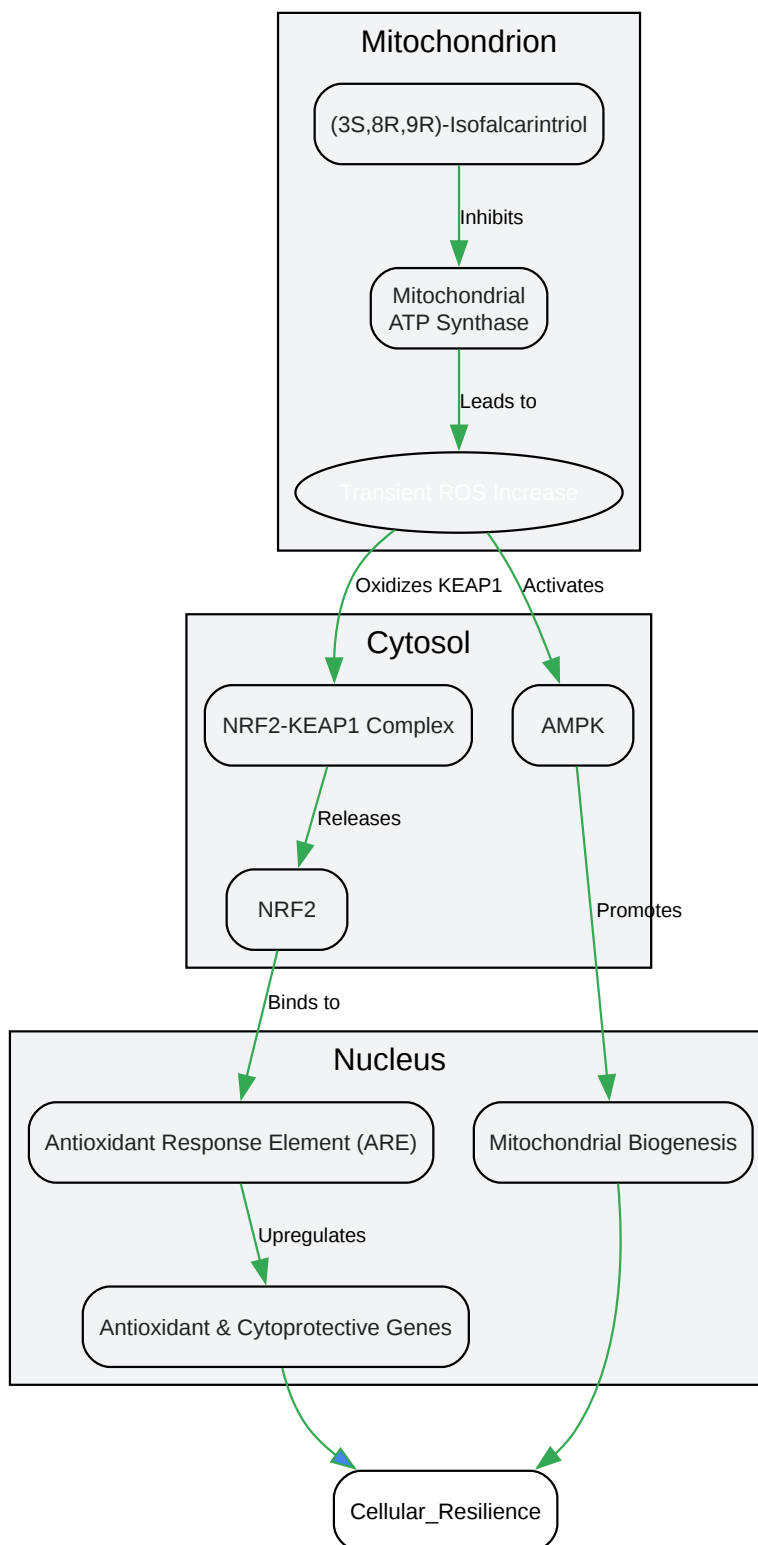 Mitochondrion
(3S,8R,9R)-Isofalcarintriol
Inhibits
Mitochondrial
ATP Synthase
Leads to
Transient ROS Increase
Oxidizes KEAP1
Activates
Cytosol
NRF2-KEAP1 Complex
AMPK
Releases
NRF2
Promotes
Binds to
Nucleus
Antioxidant Response Element (ARE)
Mitochondrial Biogenesis
Upregulates
Antioxidant & Cytoprotective Genes
Cellular_Resilience